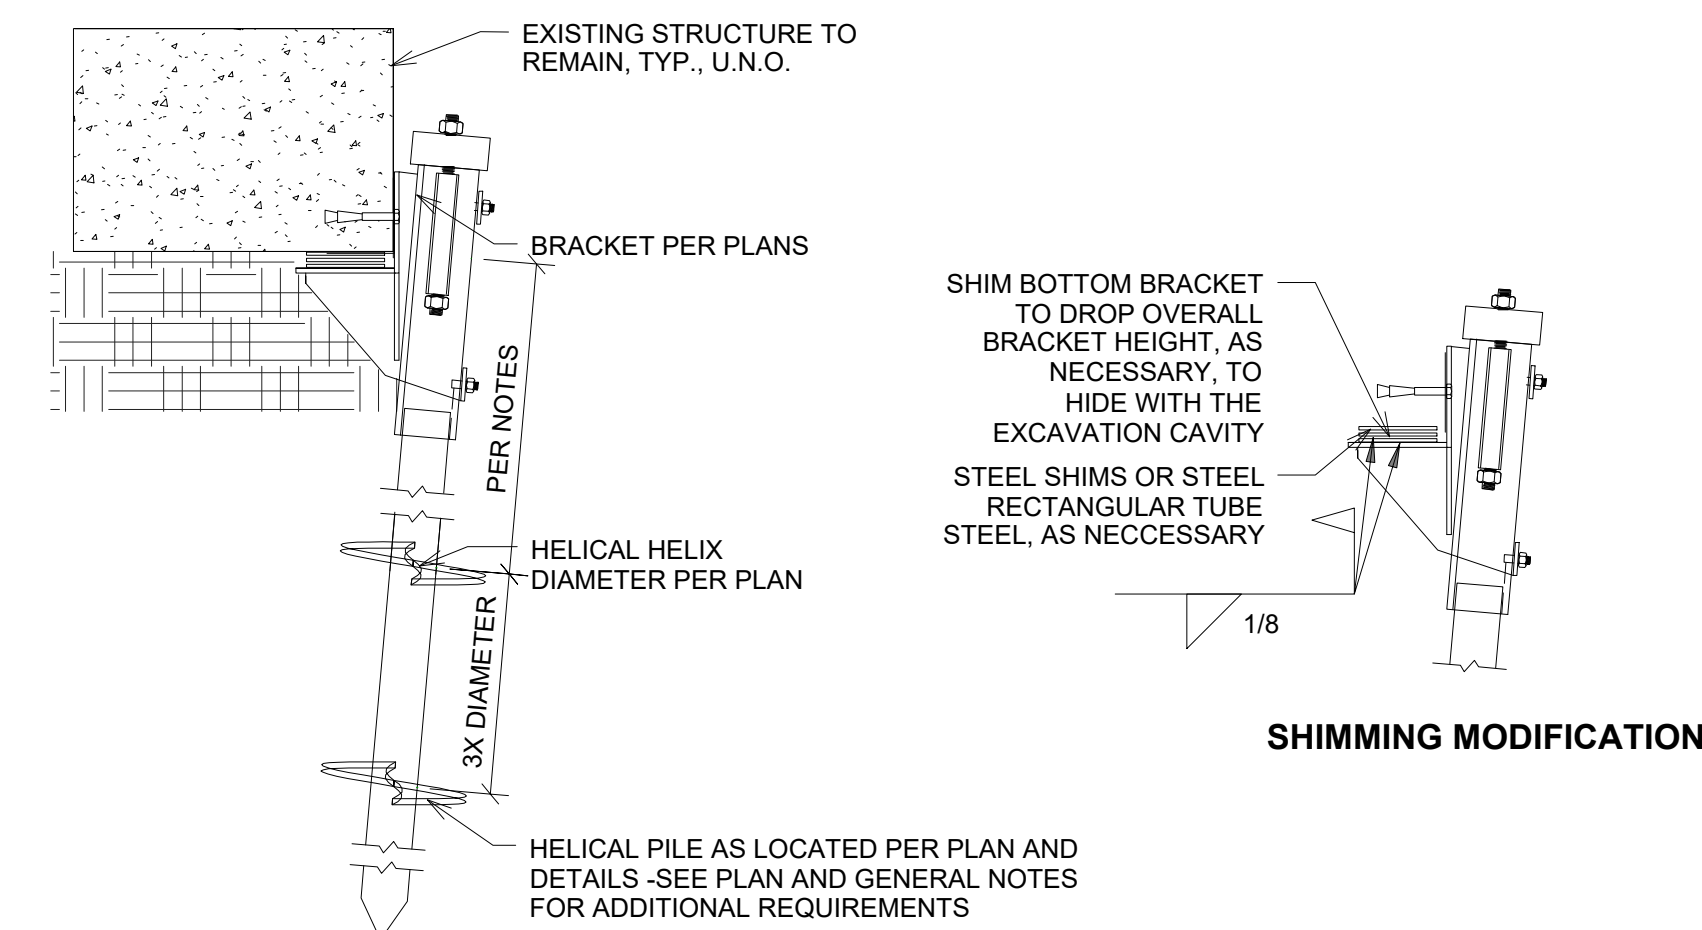 EXISTING STRUCTURE TO
REMAIN, TYP., U.N.O.
BRACKET PER PLANS
PER NOTES
HELICAL HELIX
DIAMETER PER PLAN
3X DIAMETER
HELICAL PILE AS LOCATED PER PLAN AND
DETAILS -SEE PLAN AND GENERAL NOTES
FOR ADDITIONAL REQUIREMENTS
SHIM BOTTOM BRACKET
TO DROP OVERALL
BRACKET HEIGHT, AS
NECESSARY, TO
HIDE WITH THE
EXCAVATION CAVITY
STEEL SHIMS OR STEEL
RECTANGULAR TUBE
STEEL, AS NECCESSARY
1/8
SHIMMING MODIFICATION